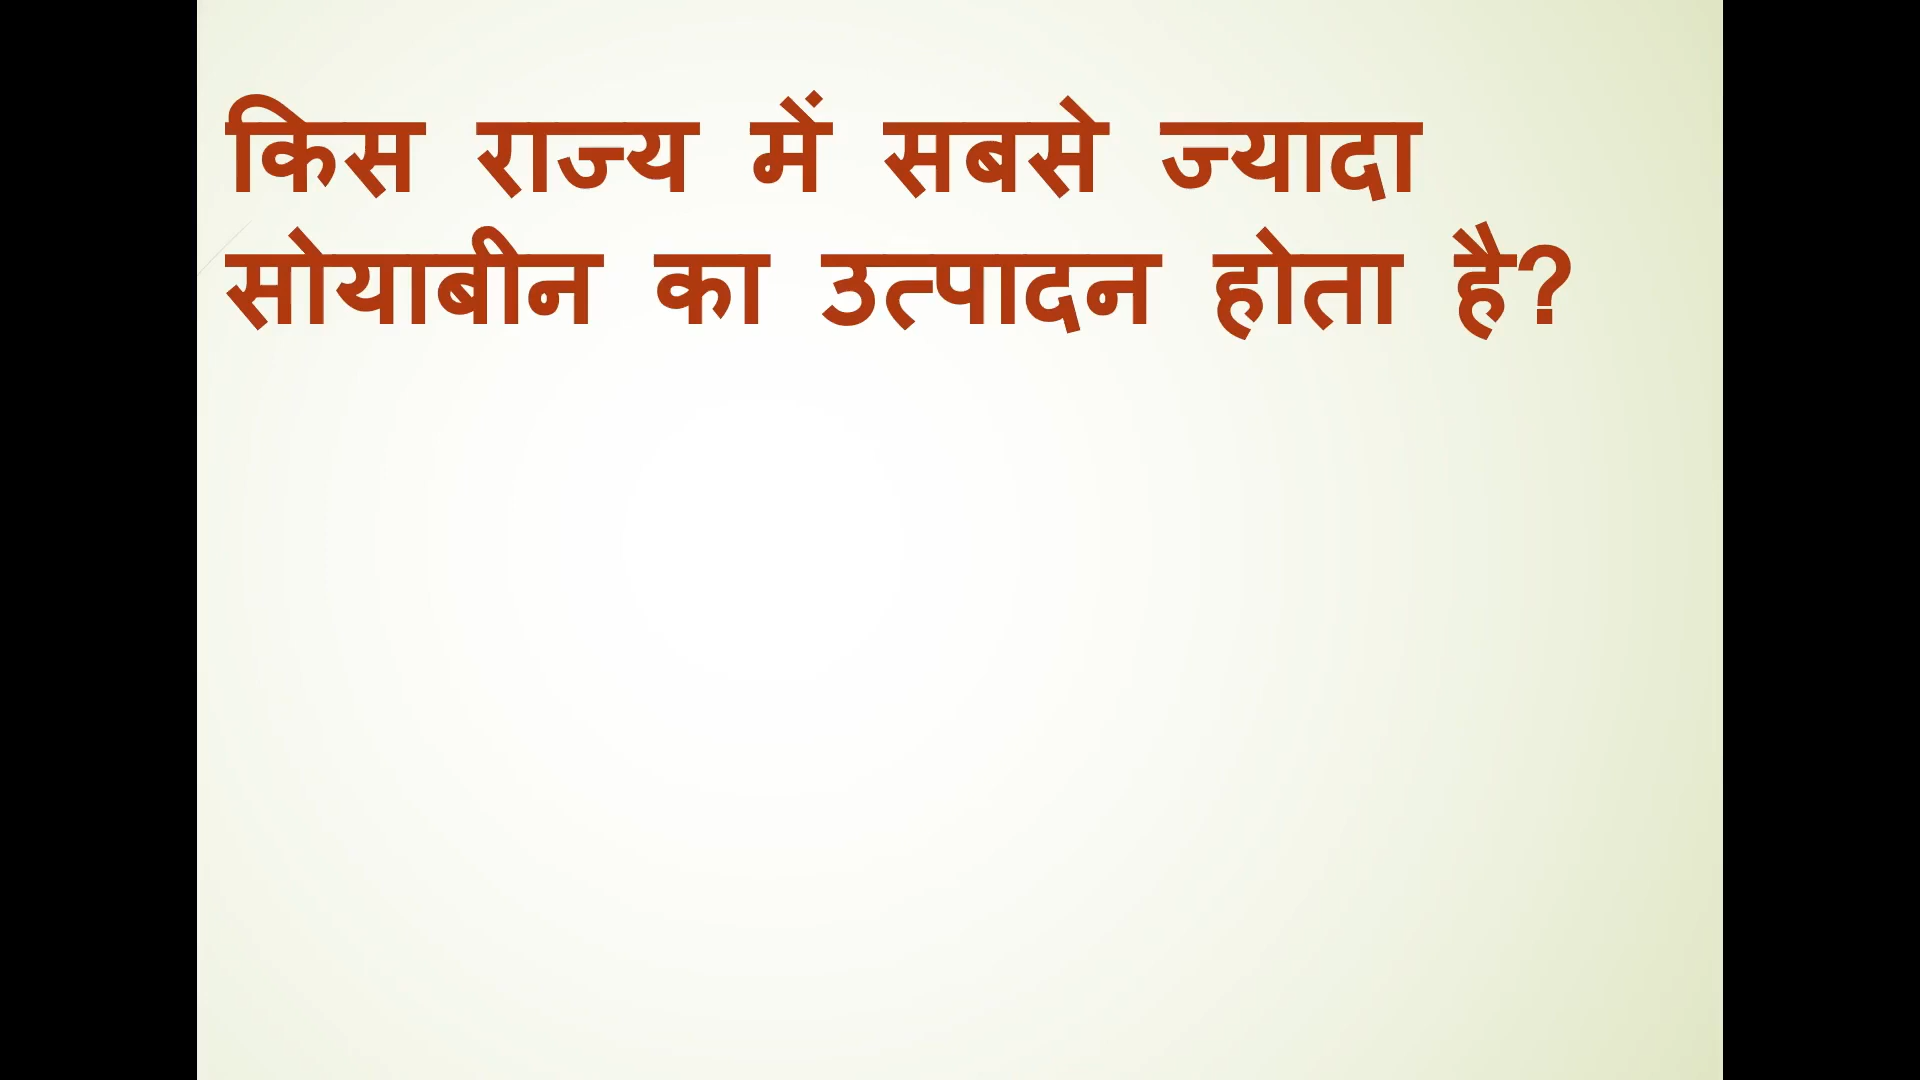 किस राज्य में सबसे ज्यादा
सोयाबीन का उत्पादन होता है?